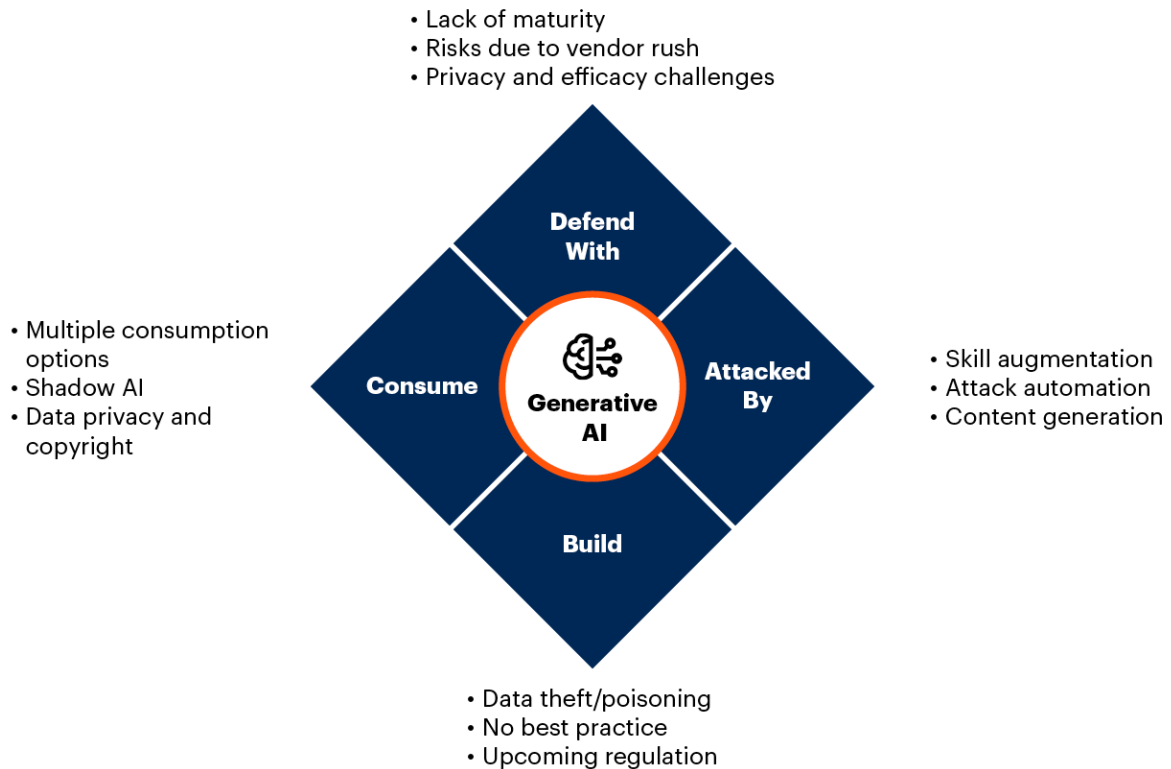 • Lack of maturity
• Risks due to vendor rush
• Privacy and efficacy challenges
Defend
With
• Multiple consumption
options
• Shadow AI
• Data privacy and
copyright
Consume
Generative
AI
Attacked
By
• Skill augmentation
• Attack automation
• Content generation
Build
• Data theft/poisoning
• No best practice
• Upcoming regulation